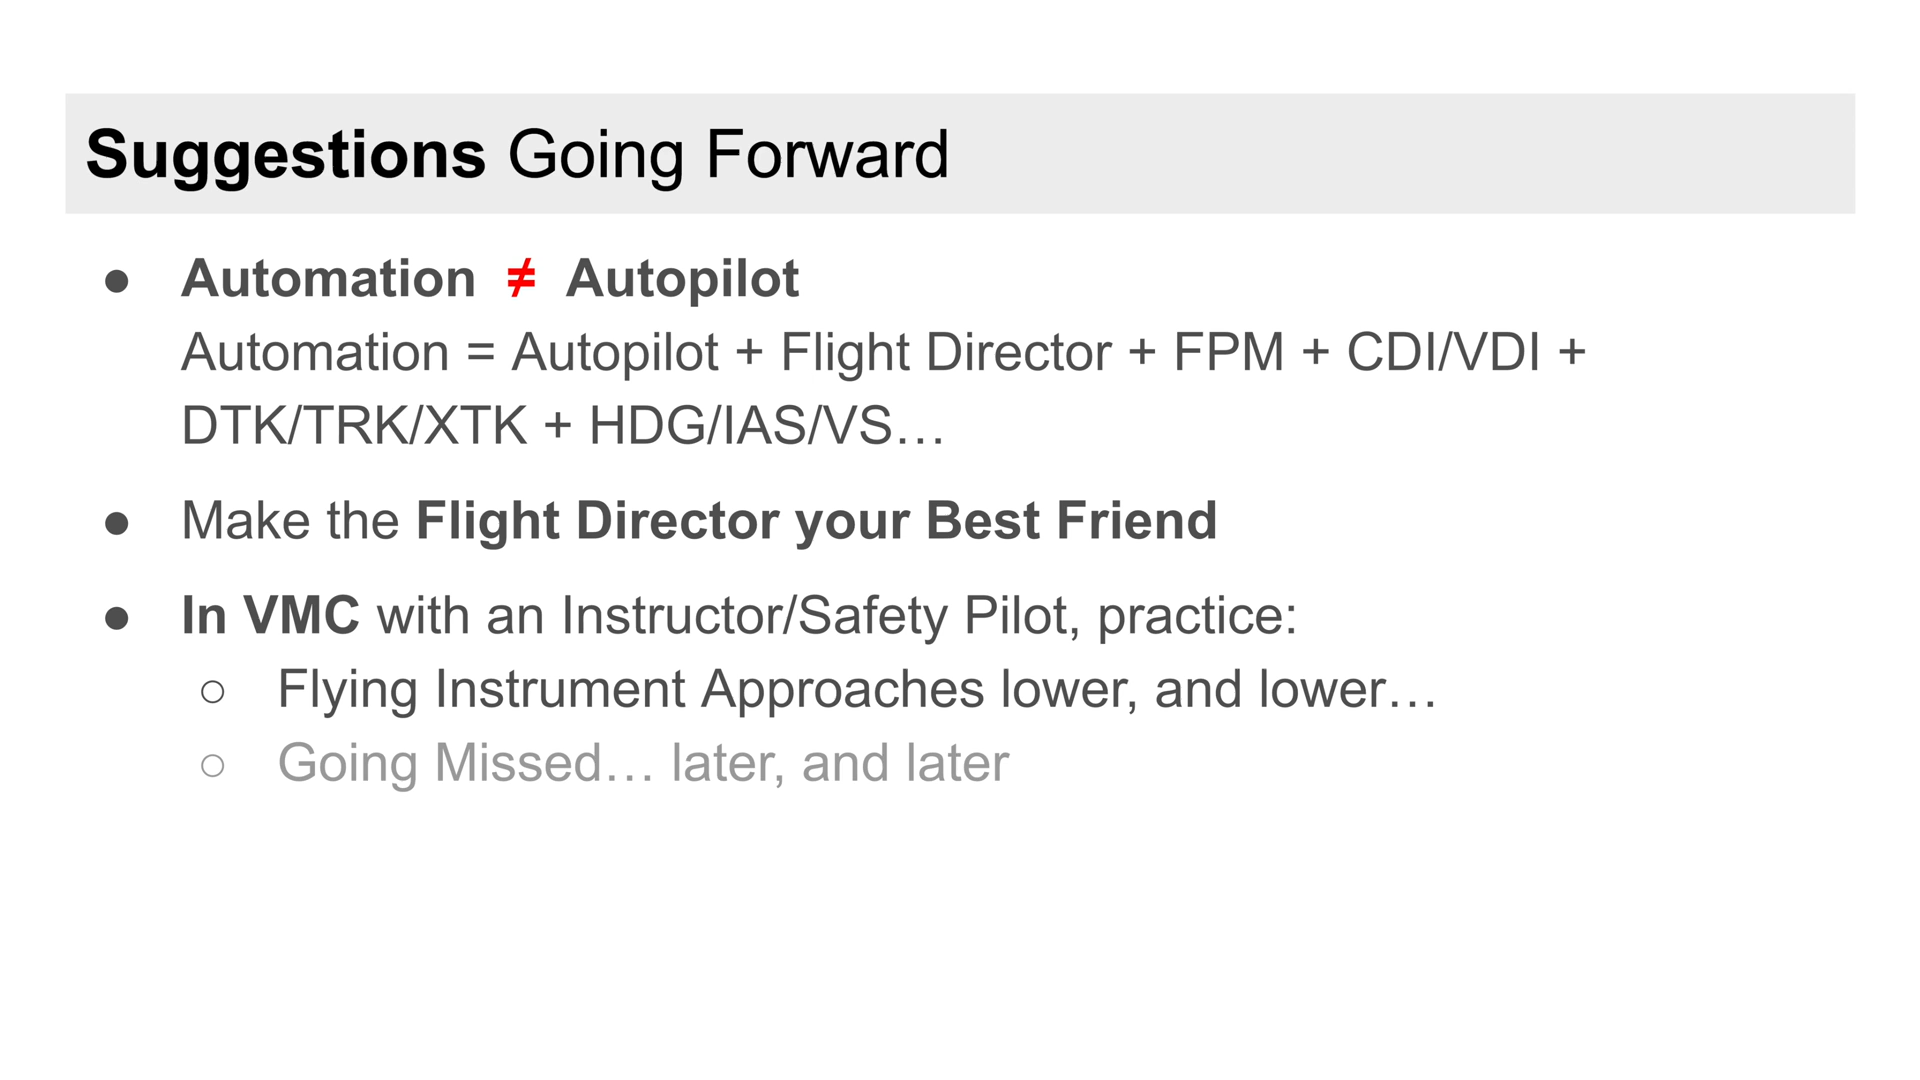 Suggestions Going Forward
● Automation ≠ Autopilot
Automation = Autopilot + Flight Director + FPM + CDI/VDI +
DTK/TRK/XTK + HDG/IAS/VS…
● Make the Flight Director your Best Friend
● In VMC with an Instructor/Safety Pilot, practice:
○ Flying Instrument Approaches lower, and lower…
○ Going Missed… later, and later